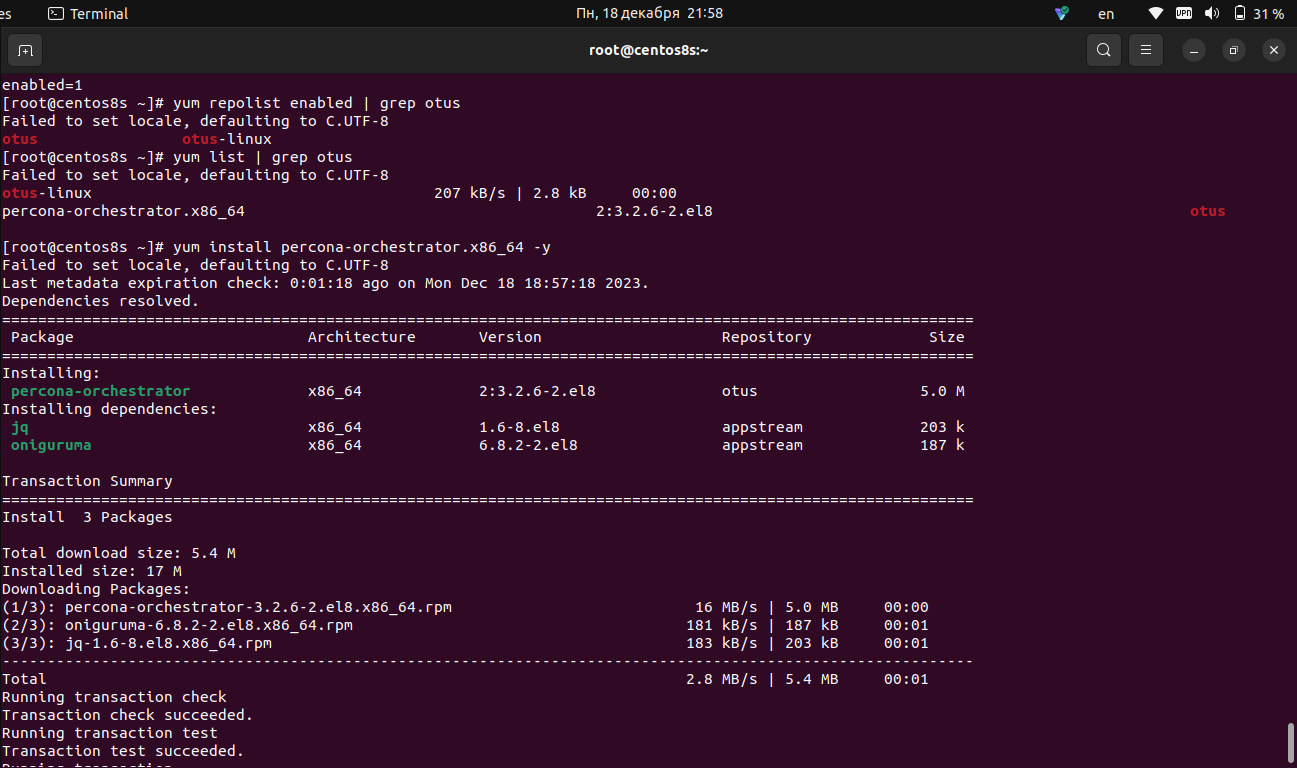 es Terminal Пн, 18 декабря 21:58 en VPN 31 %
root@centos8s:~
enabled=1
[root@centos8s ~]# yum repolist enabled | grep otus
Failed to set locale, defaulting to C.UTF-8
otus                otus-linux
[root@centos8s ~]# yum list | grep otus
Failed to set locale, defaulting to C.UTF-8
otus-linux                                      207 kB/s | 2.8 kB     00:00
percona-orchestrator.x86_64                                       2:3.2.6-2.el8                                                     otus
[root@centos8s ~]# yum install percona-orchestrator.x86_64 -y
Failed to set locale, defaulting to C.UTF-8
Last metadata expiration check: 0:01:18 ago on Mon Dec 18 18:57:18 2023.
Dependencies resolved.
============================================================================================================
 Package                          Architecture       Version                    Repository             Size
============================================================================================================
Installing:
 percona-orchestrator             x86_64             2:3.2.6-2.el8              otus                  5.0 M
Installing dependencies:
 jq                               x86_64             1.6-8.el8                  appstream             203 k
 oniguruma                        x86_64             6.8.2-2.el8                appstream             187 k
Transaction Summary
============================================================================================================
Install  3 Packages
Total download size: 5.4 M
Installed size: 17 M
Downloading Packages:
(1/3): percona-orchestrator-3.2.6-2.el8.x86_64.rpm                           16 MB/s | 5.0 MB     00:00
(2/3): oniguruma-6.8.2-2.el8.x86_64.rpm                                     181 kB/s | 187 kB     00:01
(3/3): jq-1.6-8.el8.x86_64.rpm                                              183 kB/s | 203 kB     00:01
------------------------------------------------------------------------------------------------------------
Total                                                                       2.8 MB/s | 5.4 MB     00:01
Running transaction check
Transaction check succeeded.
Running transaction test
Transaction test succeeded.
Running transaction